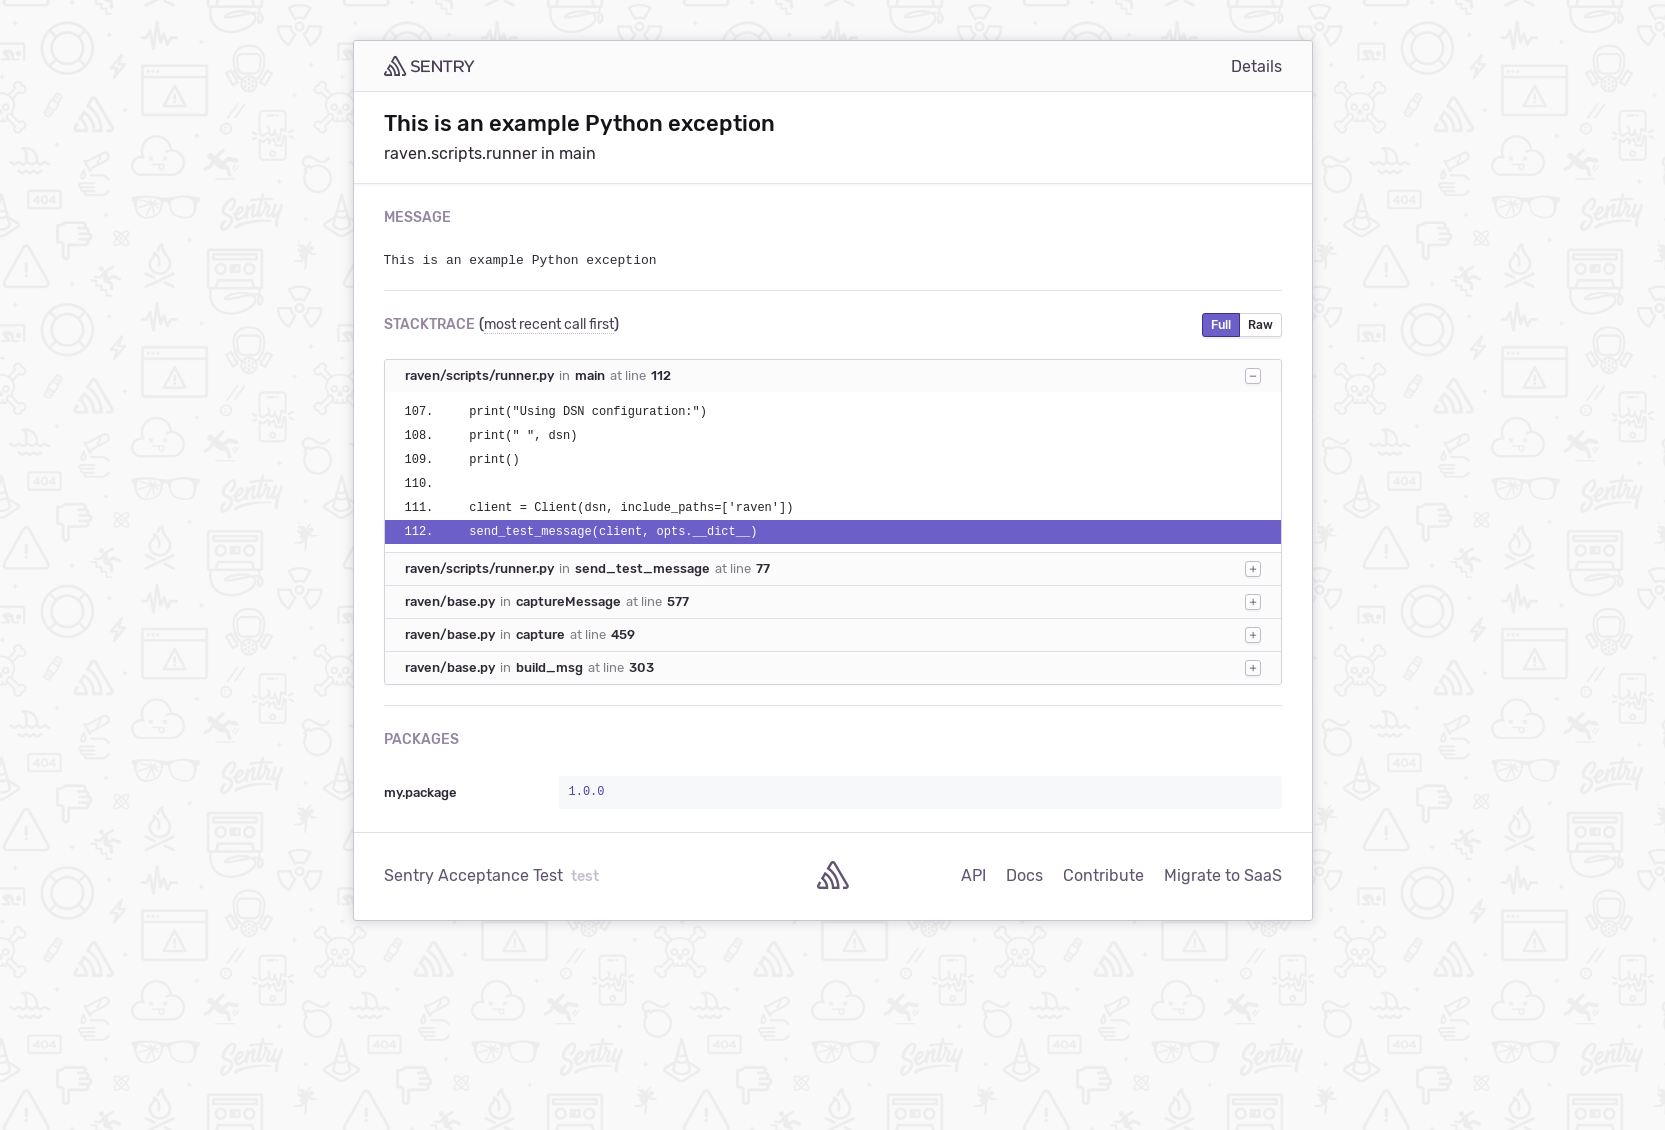 SENTRY
Details
This is an example Python exception
raven.scripts.runner in main
MESSAGE
This is an example Python exception
STACKTRACE (most recent call first)
Full Raw
raven/scripts/runner.py in main at line 112
107. print("Using DSN configuration:")
108. print(" ", dsn)
109. print()
110.
111. client = Client(dsn, include_paths=['raven'])
112. send_test_message(client, opts.__dict__)
raven/scripts/runner.py in send_test_message at line 77
raven/base.py in captureMessage at line 577
raven/base.py in capture at line 459
raven/base.py in build_msg at line 303
PACKAGES
my.package 1.0.0
Sentry Acceptance Test test
API Docs Contribute Migrate to SaaS